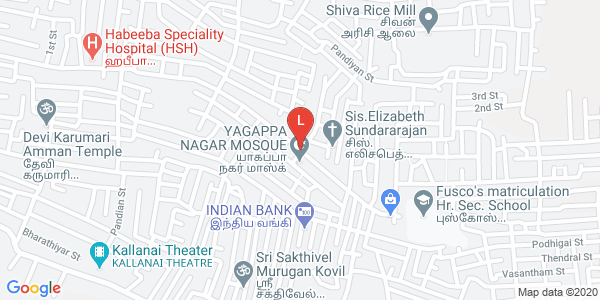 Shiva Rice Mill
சிவன்
அரிசி ஆலை
Habeeba Speciality
Hospital (HSH)
ஹபீபா...
H
1st St
Pandiyan St
3rd St
2nd St
L
Sis.Elizabeth
Sundararajan
சிஸ்.
எலிசபெத்...
YAGAPPA
NAGAR MOSQUE
யாகப்பா
நகர் மாஸ்க்
Devi Karumari
Amman Temple
தேவி
கருமாரி...
Pandian St
Fusco's matriculation
Hr. Sec. School
புஸ்கோஸ்...
INDIAN BANK
இந்திய வங்கி
Bharathiyar St
Kallanai Theater
KALLANAI THEATRE
Sri Sakthivel
Murugan Kovil
ஸ்ரீ
சக்திவேல்...
Podhigai St
Thendral St
Vasantham St
Google
Map data ©2020